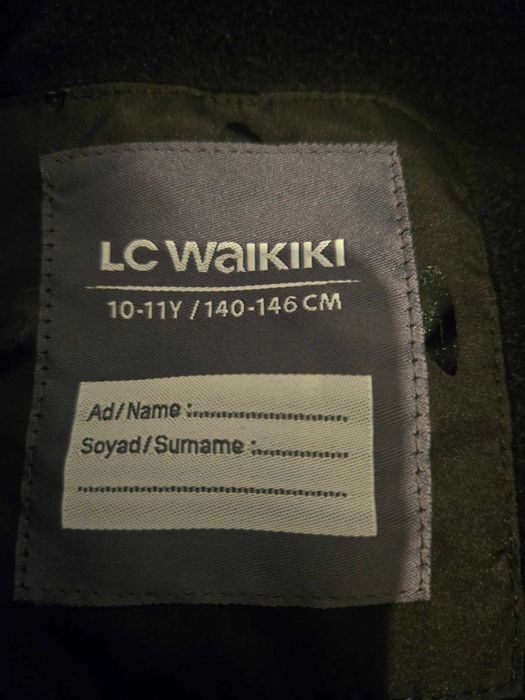 LC WaiKIKI
10-11Y / 140-146 CM
Ad/Name :
Soyad/Surname :